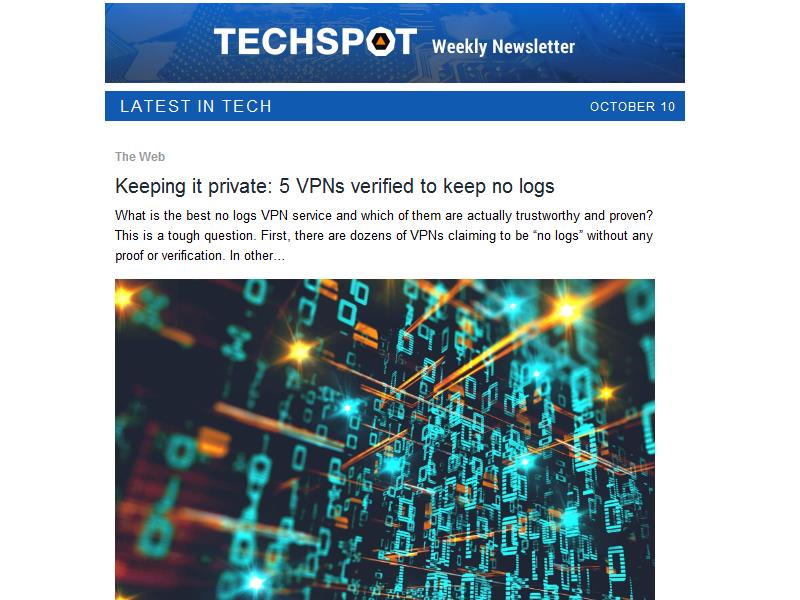 TECHSPOT Weekly Newsletter
LATEST IN TECH OCTOBER 10
The Web
Keeping it private: 5 VPNs verified to keep no logs
What is the best no logs VPN service and which of them are actually trustworthy and proven?
This is a tough question. First, there are dozens of VPNs claiming to be “no logs” without any
proof or verification. In other…